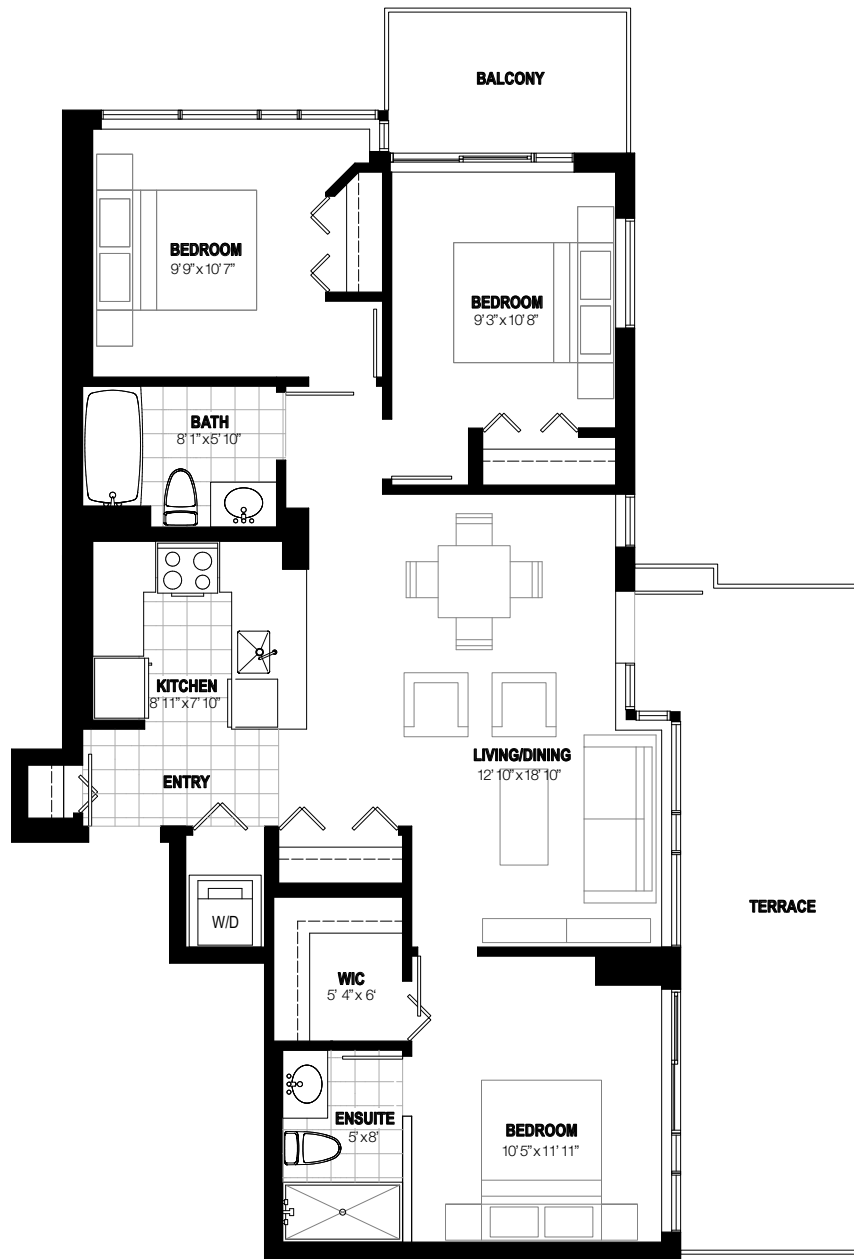 BALCONY
BEDROOM
9' 9" x 10' 7"
BEDROOM
9' 3" x 10' 8"
BATH
8' 1" x 5' 10"
KITCHEN
8' 11" x 7' 10"
LIVING/DINING
12' 10" x 18' 10"
ENTRY
TERRACE
W/D
WIC
5' 4" x 6'
ENSUITE
5' x 8'
BEDROOM
10' 5" x 11' 11"